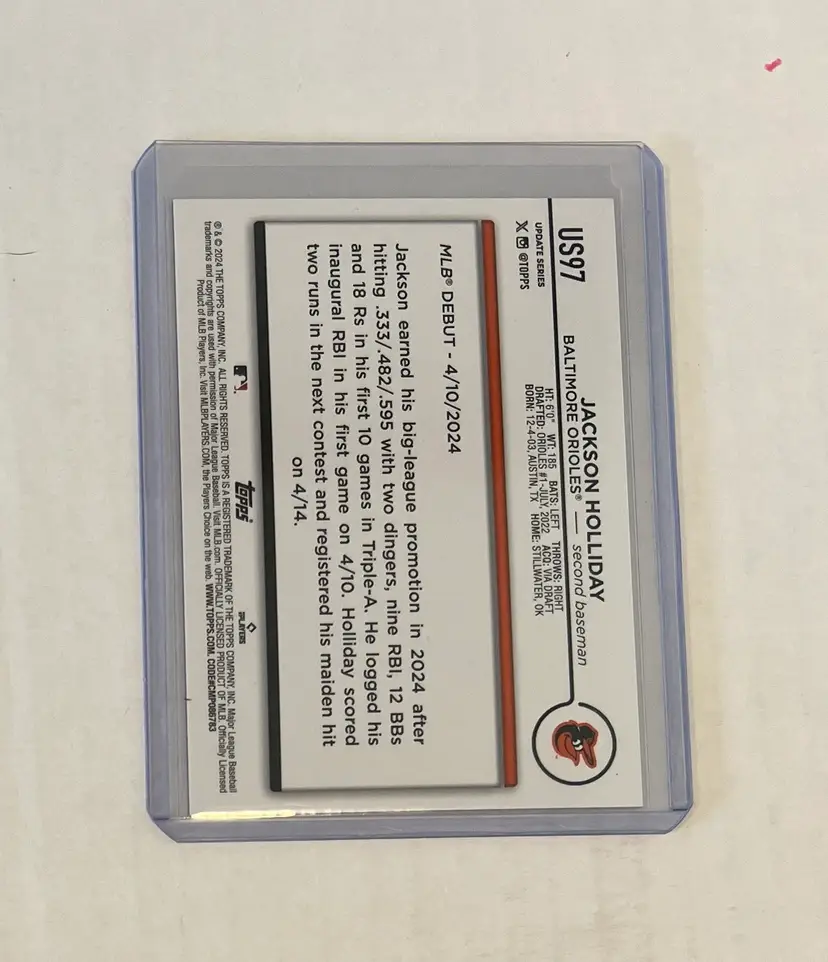 US97
JACKSON HOLLIDAY
BALTIMORE ORIOLES® — second baseman
UPDATE SERIES
X @TOPPS
HT: 6'0" WT: 185 BATS: LEFT THROWS: RIGHT
DRAFTED: ORIOLES #1-JULY, 2022 ACQ: VIA DRAFT
BORN: 12-4-03, AUSTIN, TX HOME: STILLWATER, OK
MLB® DEBUT - 4/10/2024
Jackson earned his big-league promotion in 2024 after
hitting .333/.482/.595 with two dingers, nine RBI, 12 BBs
and 18 Rs in his first 10 games in Triple-A. He logged his
inaugural RBI in his first game on 4/10. Holliday scored
two runs in the next contest and registered his maiden hit
on 4/14.
topps
PLAYERS
® & © 2024 THE TOPPS COMPANY, INC. ALL RIGHTS RESERVED. TOPPS IS A REGISTERED TRADEMARK OF THE TOPPS COMPANY, INC. Major League Baseball
trademarks and copyrights are used with permission of Major League Baseball. Visit MLB.com. OFFICIALLY LICENSED PRODUCT OF MLB. Officially Licensed
Product of MLB Players, Inc. Visit MLBPLAYERS.COM, the Players Choice on the web. WWW.TOPPS.COM. CODE#CMP086783